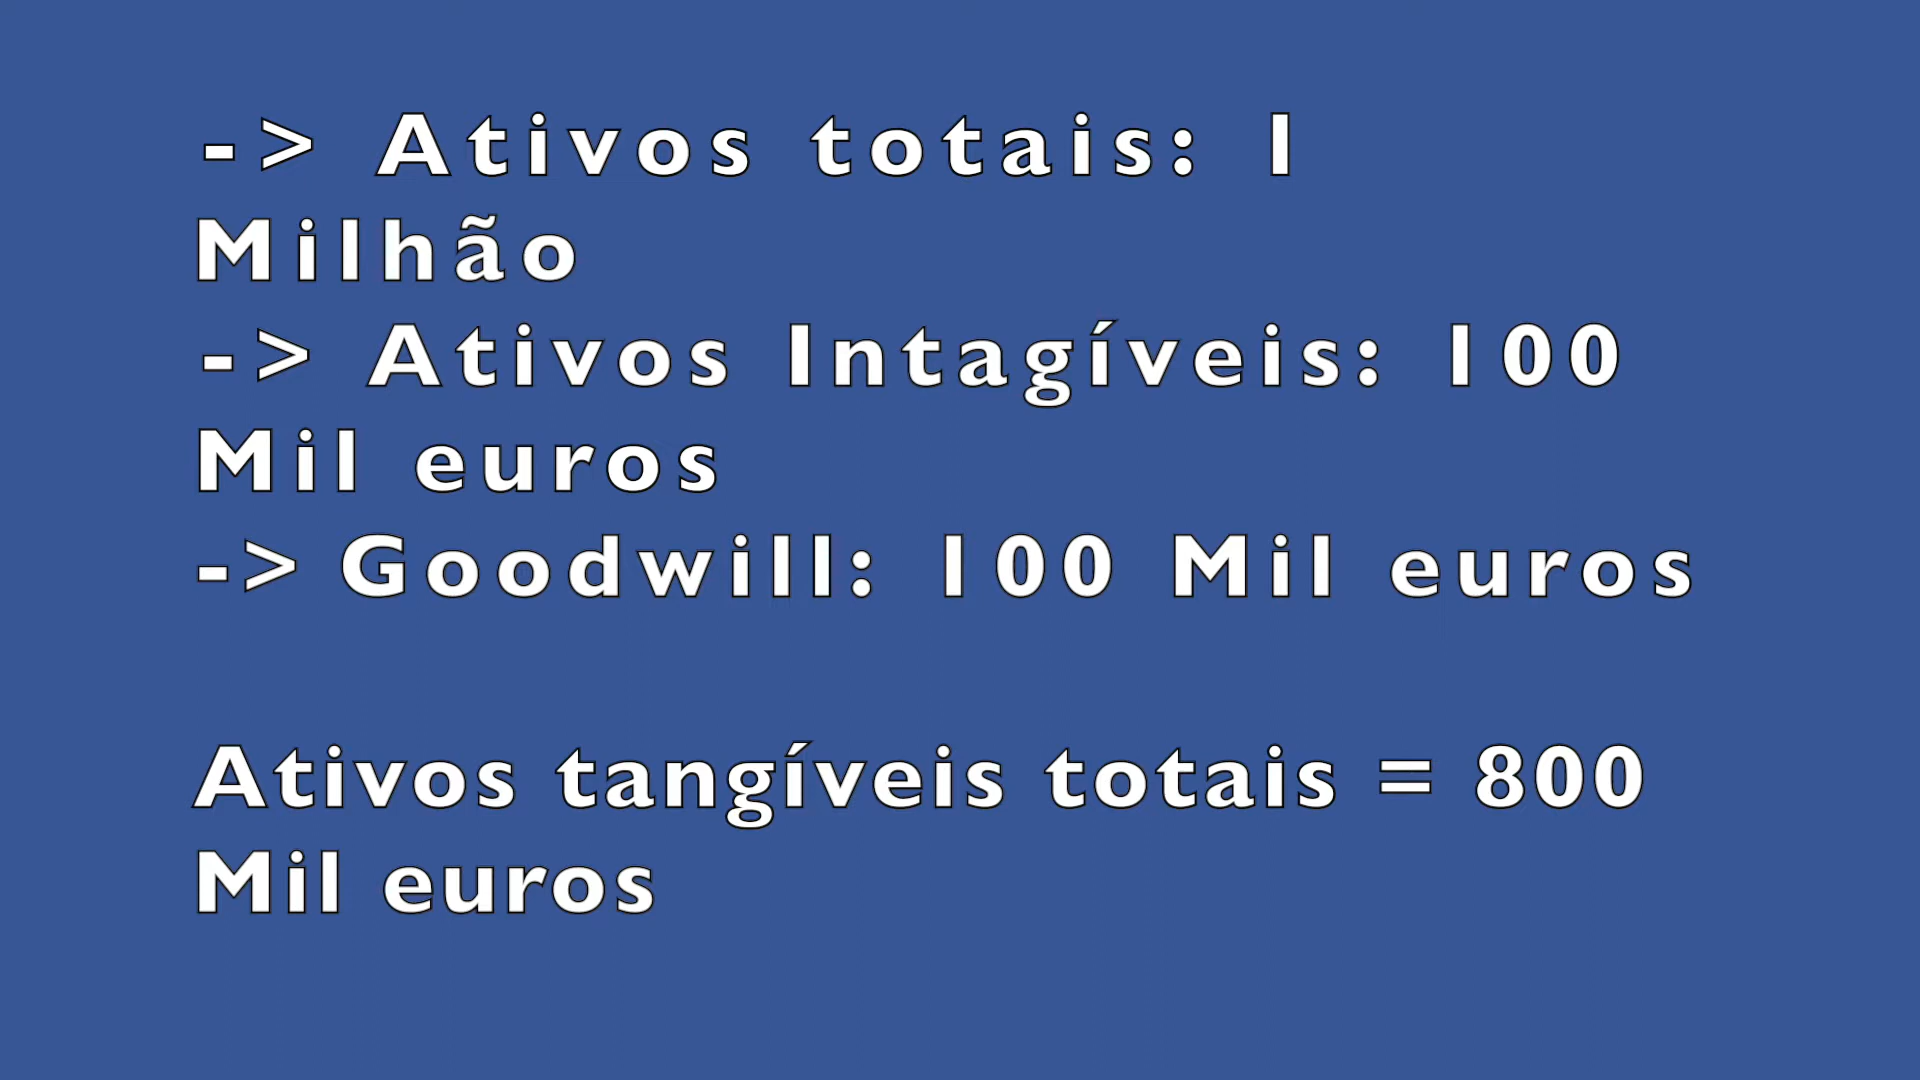 -> Ativos totais: 1
Milhão
-> Ativos Intagíveis: 100
Mil euros
-> Goodwill: 100 Mil euros
Ativos tangíveis totais = 800
Mil euros